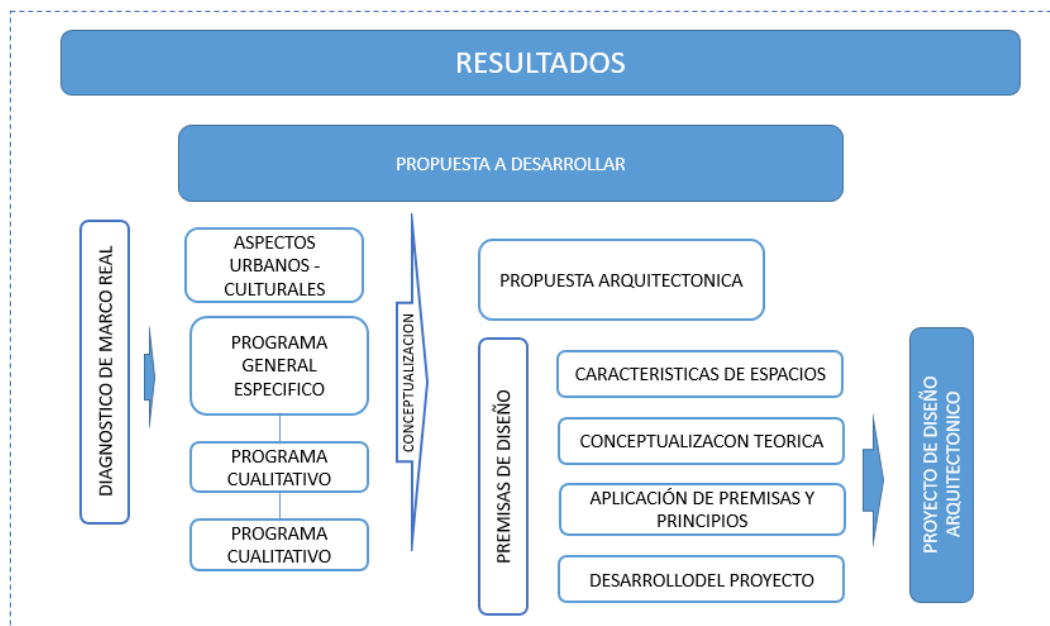 RESULTADOS
PROPUESTA A DESARROLLAR
DIAGNOSTICO DE MARCO REAL
ASPECTOS
URBANOS -
CULTURALES
PROGRAMA
GENERAL
ESPECIFICO
PROGRAMA
CUALITATIVO
PROGRAMA
CUALITATIVO
CONCEPTUALIZACION
PROPUESTA ARQUITECTONICA
PREMISAS DE DISEÑO
CARACTERISTICAS DE ESPACIOS
CONCEPTUALIZACON TEORICA
APLICACIÓN DE PREMISAS Y
PRINCIPIOS
DESARROLLODEL PROYECTO
PROYECTO DE DISEÑO
ARQUITECTONICO